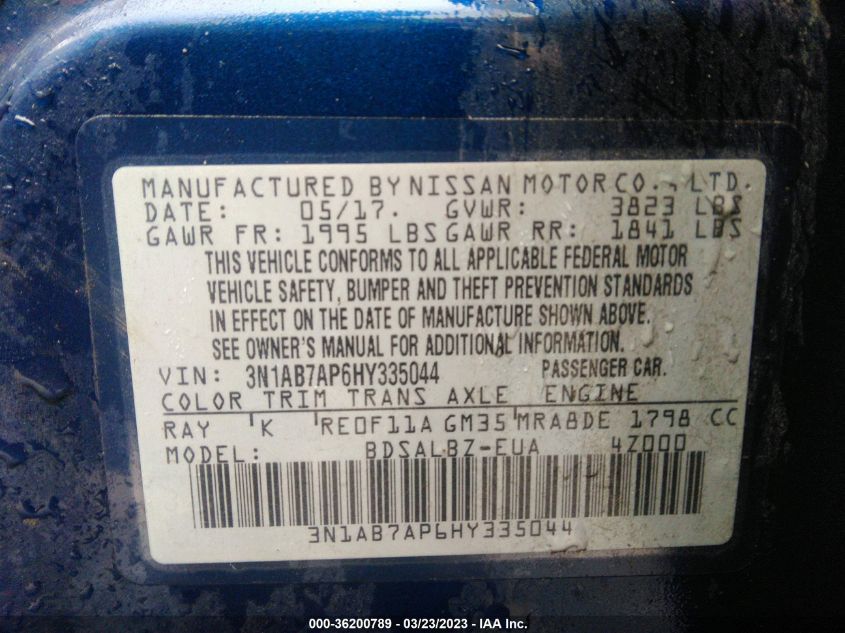 MANUFACTURED BY NISSAN MOTOR CO., LTD.
DATE: 05/17. GVWR: 3823 LBS
GAWR FR: 1995 LBS GAWR RR: 1841 LBS
THIS VEHICLE CONFORMS TO ALL APPLICABLE FEDERAL MOTOR
VEHICLE SAFETY, BUMPER AND THEFT PREVENTION STANDARDS
IN EFFECT ON THE DATE OF MANUFACTURE SHOWN ABOVE.
SEE OWNER'S MANUAL FOR ADDITIONAL INFORMATION.
VIN: 3N1AB7AP6HY335044 PASSENGER CAR.
COLOR TRIM TRANS AXLE ENGINE
RAY K RE0F11A GM35 MRA8DE 1798 CC
MODEL: BDSALBZ-EUA 4Z000
3N1AB7AP6HY335044
000-36200789 | 03/23/2023 | IAA Inc.